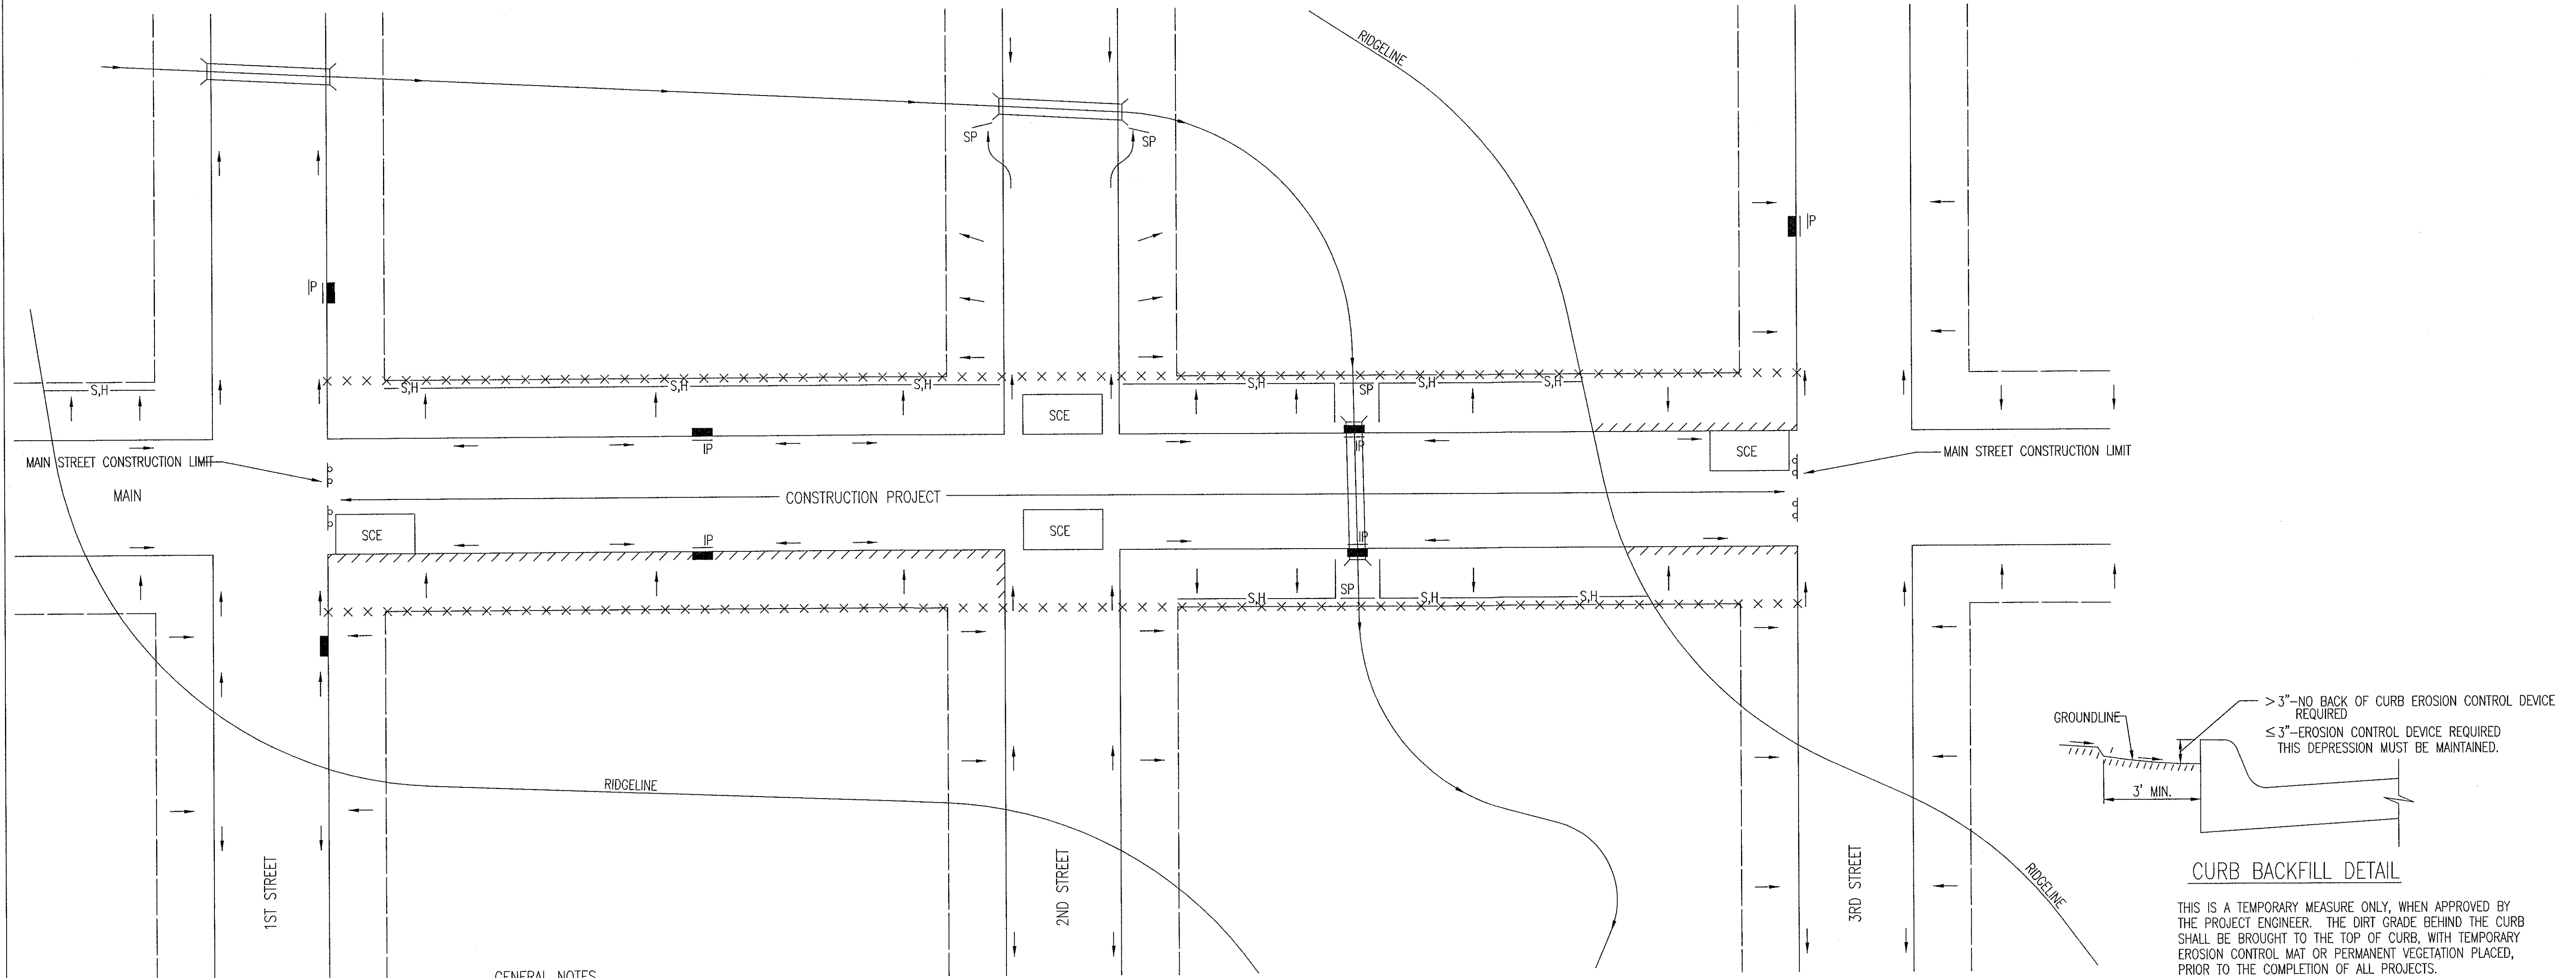 RIDGELINE
SP
SP
IP
IP
S,H
S,H
S,H
S,H
S,H
SP
S,H
S,H
SCE
IP
IP
SCE
MAIN STREET CONSTRUCTION LIMIT
MAIN STREET CONSTRUCTION LIMIT
MAIN
CONSTRUCTION PROJECT
SCE
IP
SCE
IP
S,H
SP
S,H
S,H
RIDGELINE
1ST STREET
2ND STREET
3RD STREET
RIDGELINE
GROUNDLINE
>3"-NO BACK OF CURB EROSION CONTROL DEVICE
REQUIRED
≤3"-EROSION CONTROL DEVICE REQUIRED
THIS DEPRESSION MUST BE MAINTAINED.
3' MIN.
CURB BACKFILL DETAIL
THIS IS A TEMPORARY MEASURE ONLY, WHEN APPROVED BY
THE PROJECT ENGINEER. THE DIRT GRADE BEHIND THE CURB
SHALL BE BROUGHT TO THE TOP OF CURB, WITH TEMPORARY
EROSION CONTROL MAT OR PERMANENT VEGETATION PLACED,
PRIOR TO THE COMPLETION OF ALL PROJECTS.
GENERAL NOTES